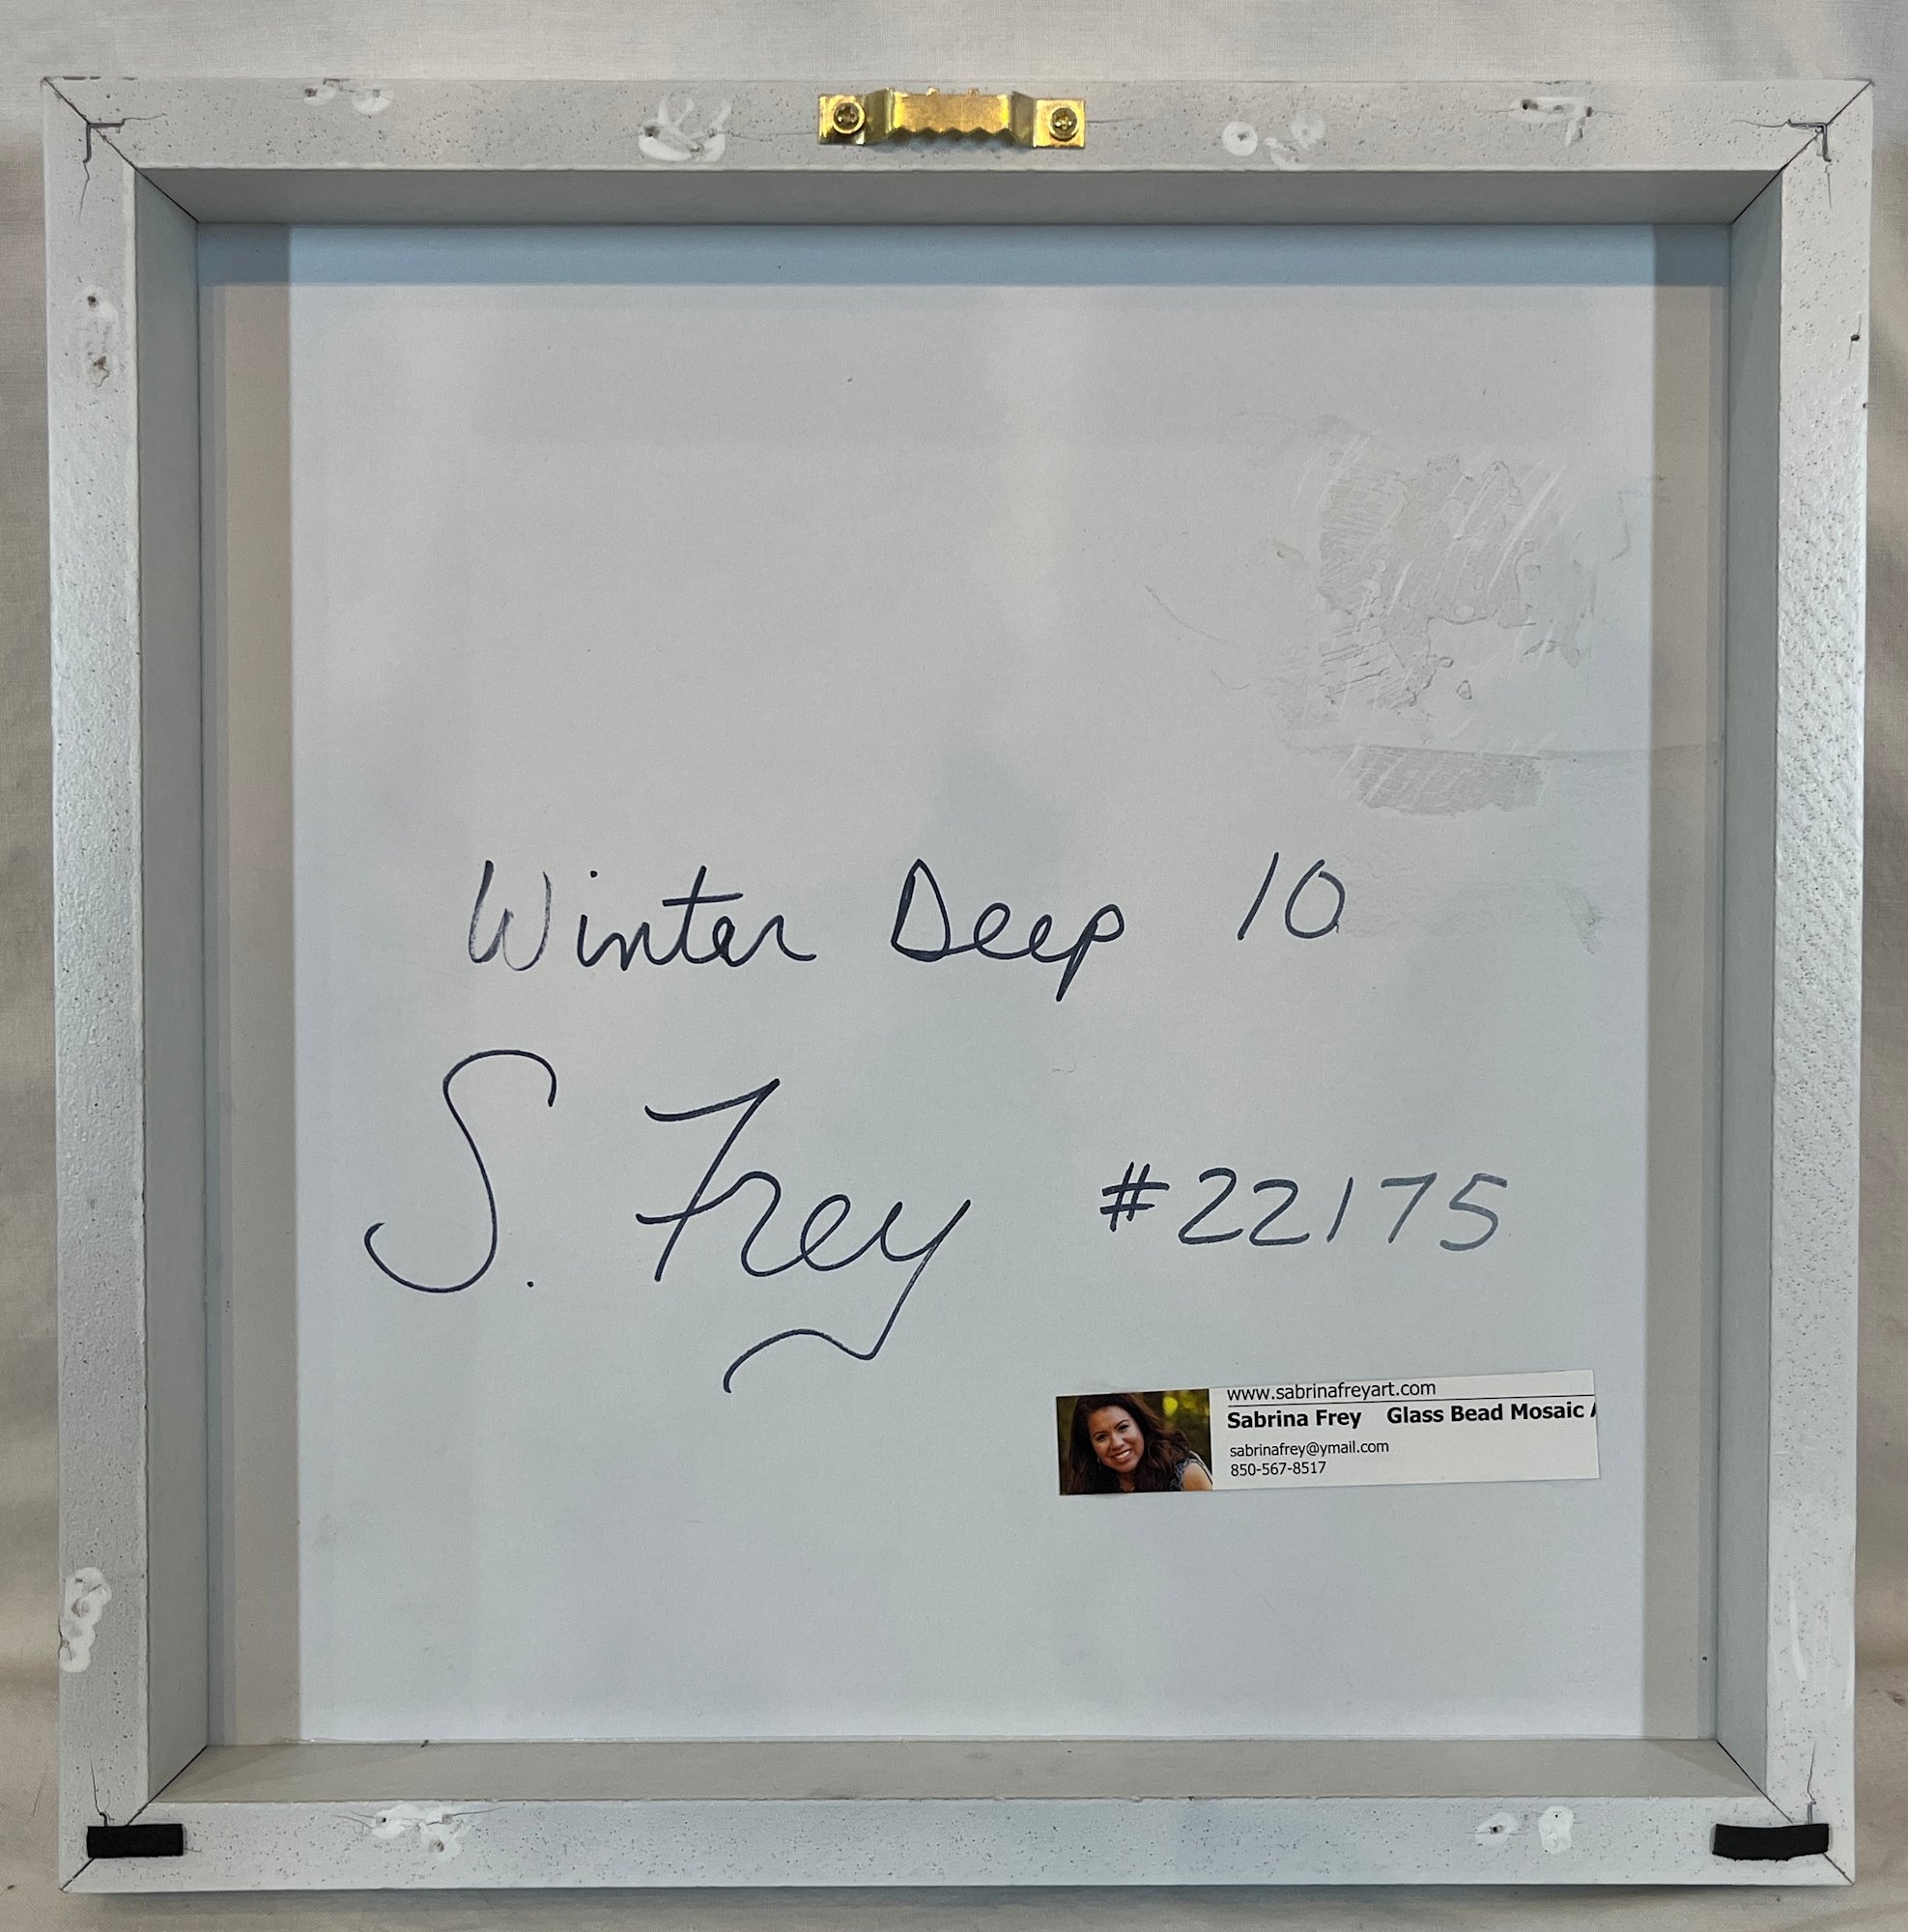 Winter Deep 10
S. Frey #22175
www.sabrinafreyart.com
Sabrina Frey Glass Bead Mosaic
sabrinafrey@ymail.com
850-567-8517